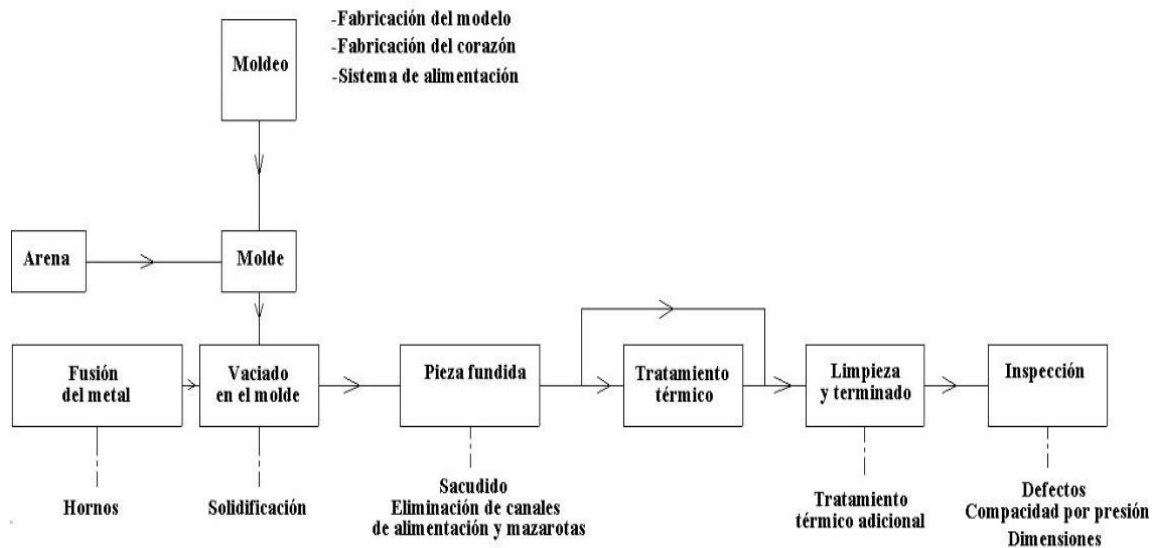 -Fabricación del modelo
-Fabricación del corazón
-Sistema de alimentación
Moldeo
Arena
Molde
Fusión
del metal
Vaciado
en el molde
Pieza fundida
Tratamiento
térmico
Limpieza
y terminado
Inspección
Hornos
Solidificación
Sacudido
Eliminación de canales
de alimentación y mazarotas
Tratamiento
térmico adicional
Defectos
Compacidad por presión
Dimensiones